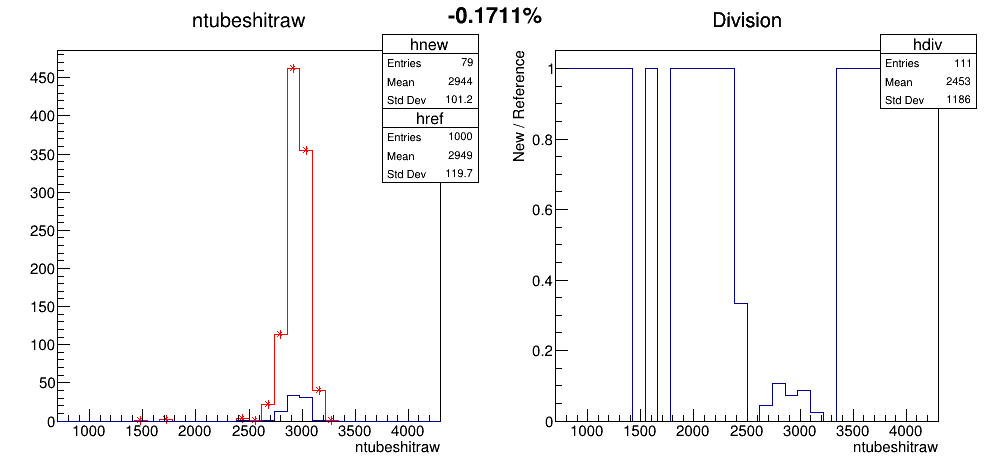 -0.1711%
ntubeshitraw
hnew
Entries 79
Mean 2944
Std Dev 101.2
href
Entries 1000
Mean 2949
Std Dev 119.7
450
400
350
300
250
200
150
100
50
0
1000 1500 2000 2500 3000 3500 4000
ntubeshitraw
Division
hdiv
Entries 111
Mean 2453
Std Dev 1186
New / Reference
1
0.8
0.6
0.4
0.2
0
1000 1500 2000 2500 3000 3500 4000
ntubeshitraw